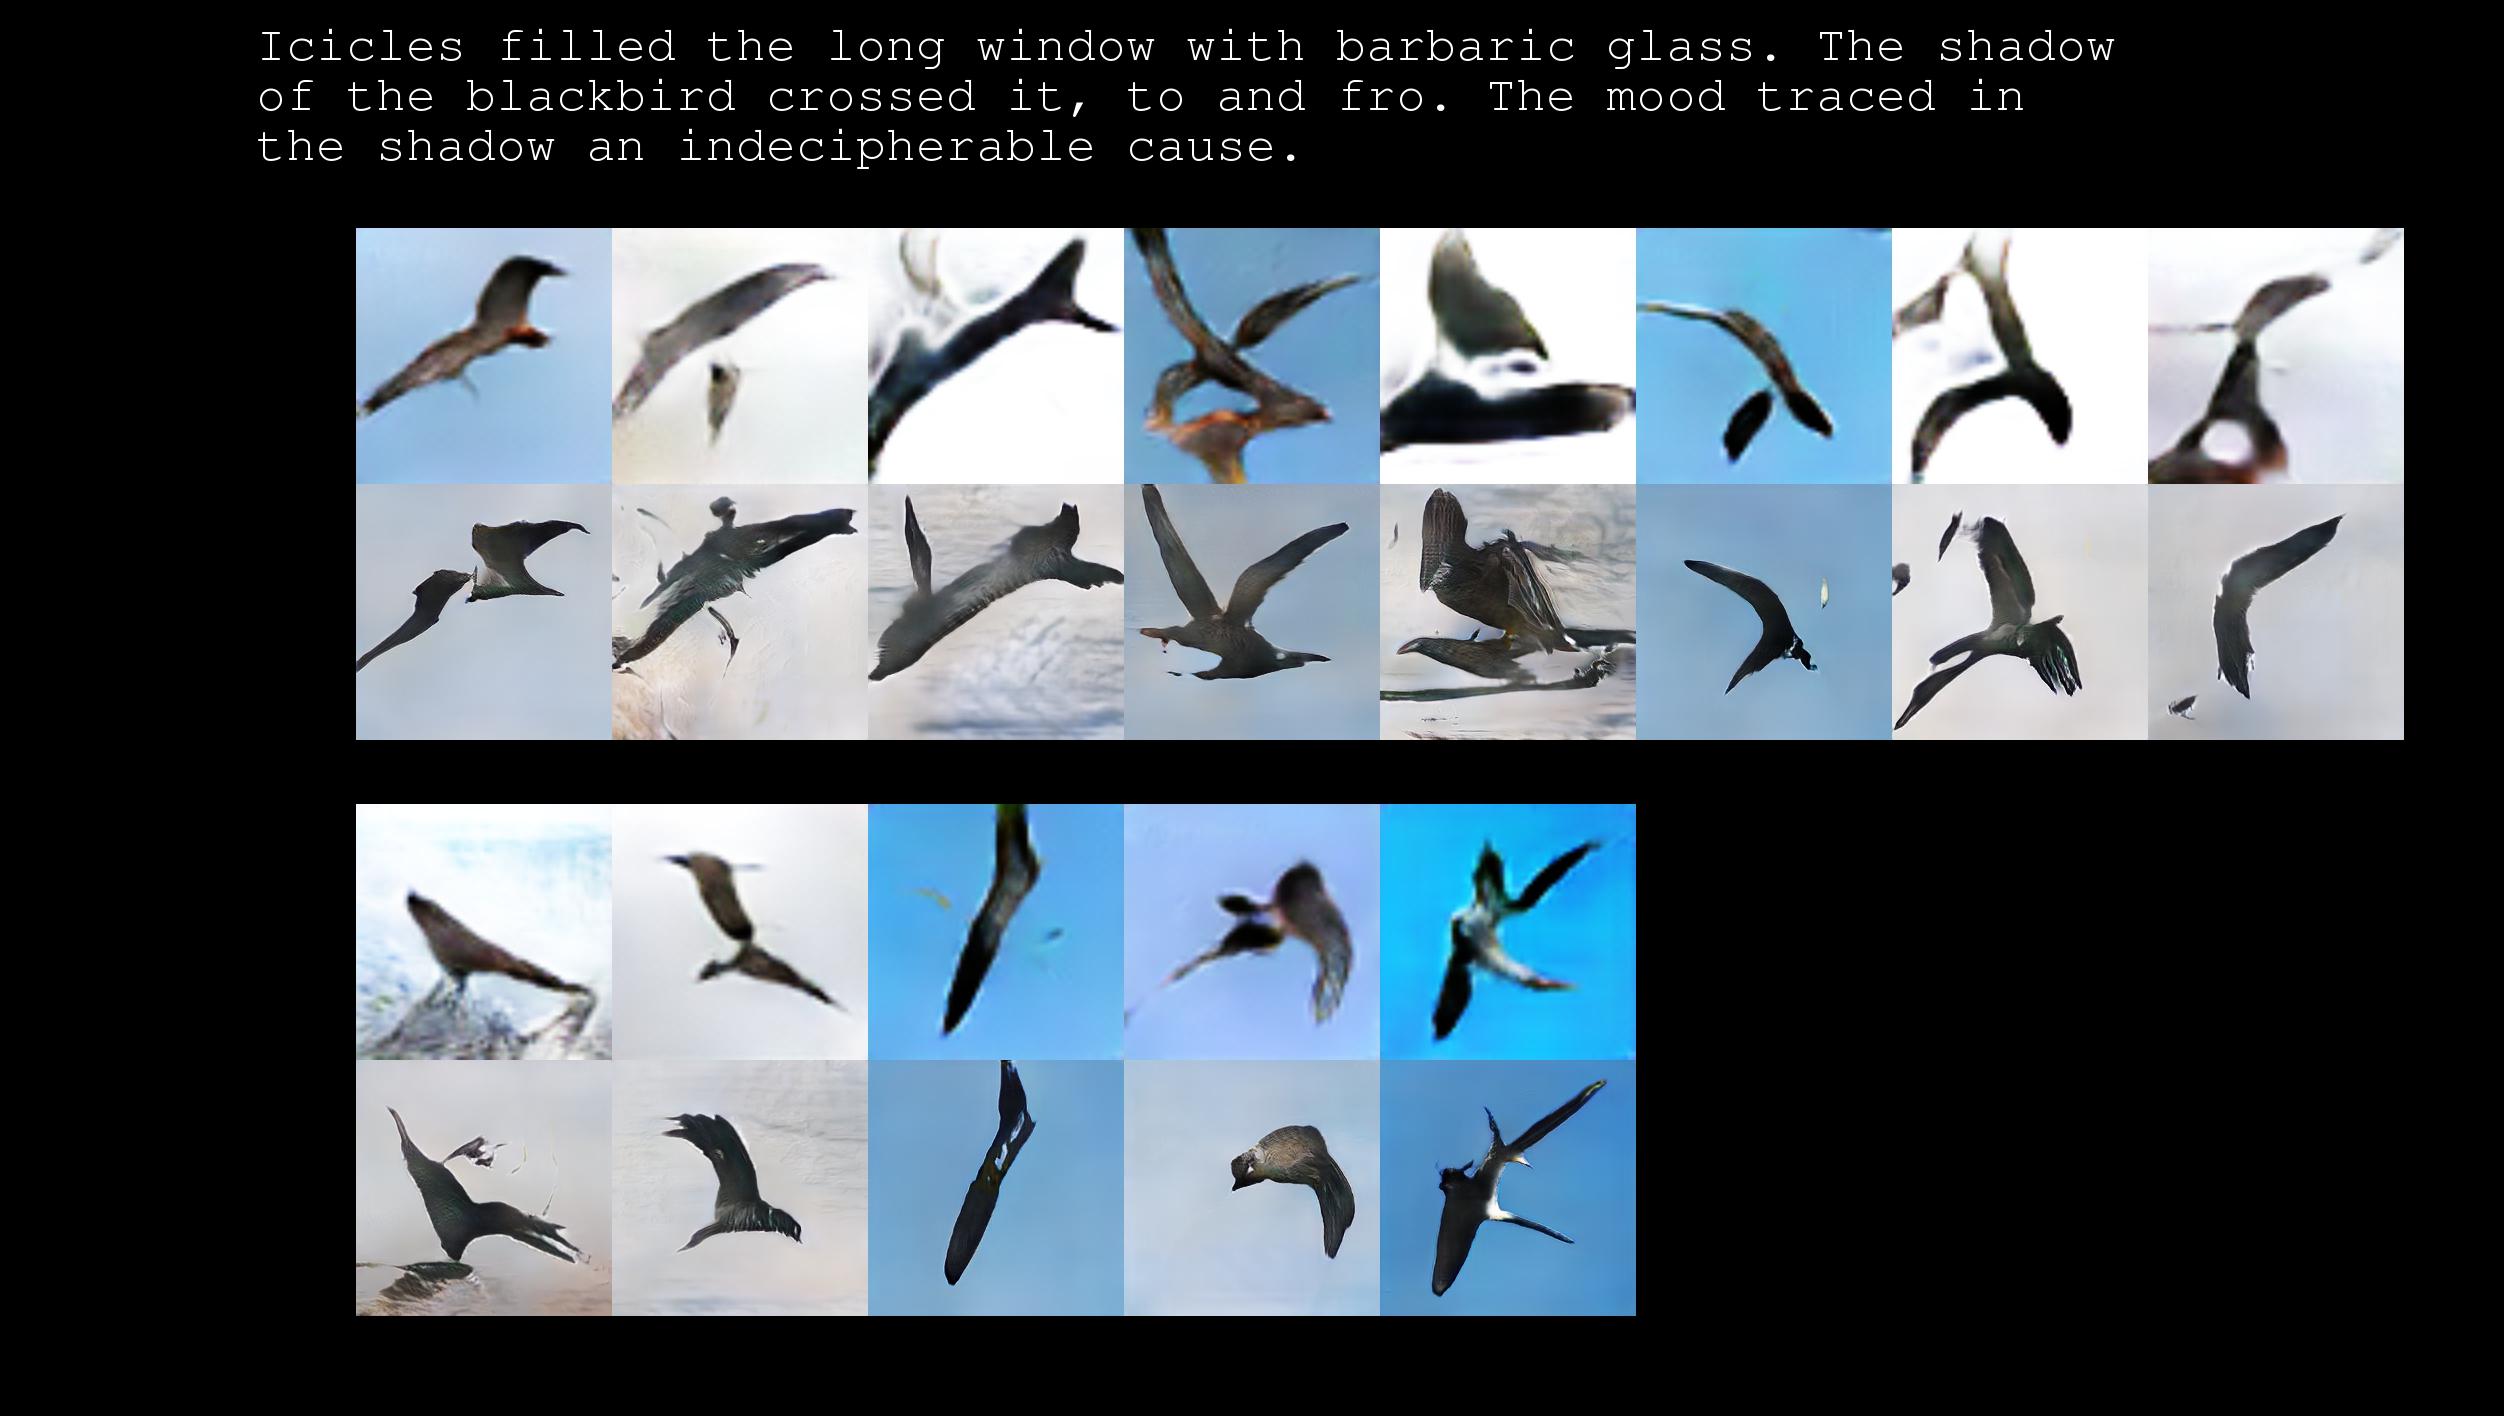 Icicles filled the long window with barbaric glass. The shadow
of the blackbird crossed it, to and fro. The mood traced in
the shadow an indecipherable cause.